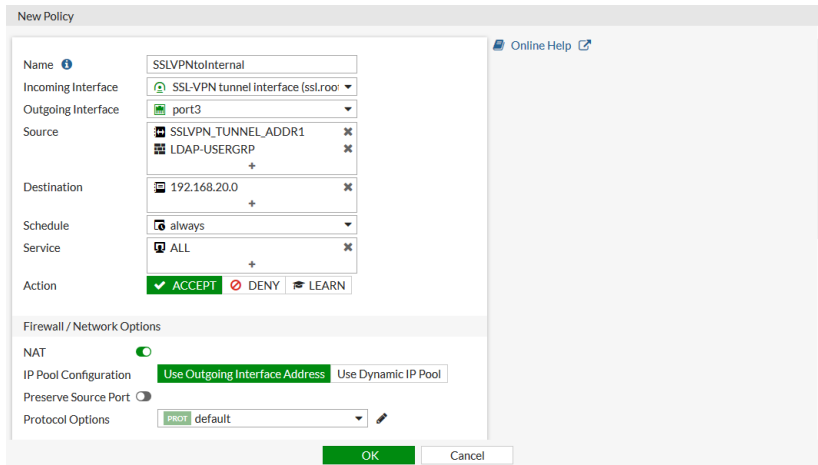 New Policy
Online Help
Name
SSLVPNtoInternal
Incoming Interface
SSL-VPN tunnel interface (ssl.root
Outgoing Interface
port3
Source
SSLVPN_TUNNEL_ADDR1
LDAP-USERGRP
+
Destination
192.168.20.0
+
Schedule
always
Service
ALL
+
Action
ACCEPT DENY LEARN
Firewall / Network Options
NAT
IP Pool Configuration
Use Outgoing Interface Address Use Dynamic IP Pool
Preserve Source Port
Protocol Options
PROT default
OK Cancel